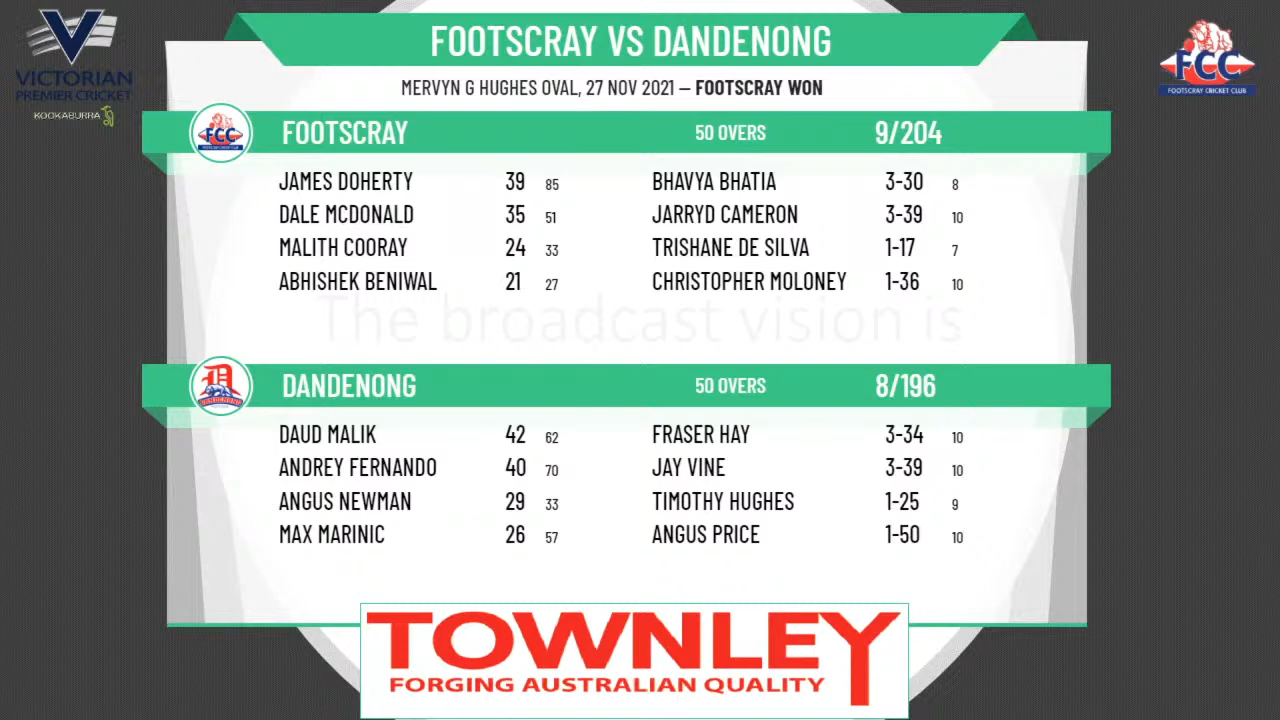 FOOTSCRAY VS DANDENONG
VICTORIAN
PREMIER CRICKET
KOOKABURRA
FCC
FOOTSCRAY CRICKET CLUB
MERVYN G HUGHES OVAL, 27 NOV 2021 – FOOTSCRAY WON
FCC
FOOTSCRAY 50 OVERS 9/204
JAMES DOHERTY 39 85 BHAVYA BHATIA 3-30 8
DALE MCDONALD 35 51 JARRYD CAMERON 3-39 10
MALITH COORAY 24 33 TRISHANE DE SILVA 1-17 7
ABHISHEK BENIWAL 21 27 CHRISTOPHER MOLONEY 1-36 10
The broadcast vision is
D
DANDENONG
DANDENONG 50 OVERS 8/196
DAUD MALIK 42 62 FRASER HAY 3-34 10
ANDREY FERNANDO 40 70 JAY VINE 3-39 10
ANGUS NEWMAN 29 33 TIMOTHY HUGHES 1-25 9
MAX MARINIC 26 57 ANGUS PRICE 1-50 10
TOWNLEY
FORGING AUSTRALIAN QUALITY